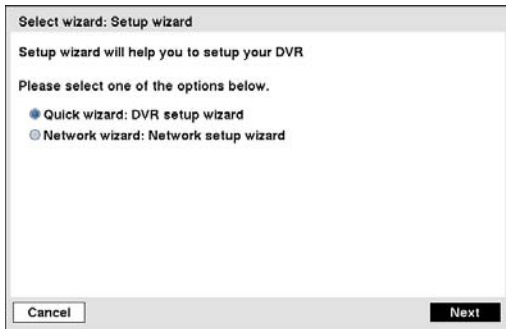 Select wizard: Setup wizard
Setup wizard will help you to setup your DVR
Please select one of the options below.
Quick wizard: DVR setup wizard
Network wizard: Network setup wizard
Cancel
Next